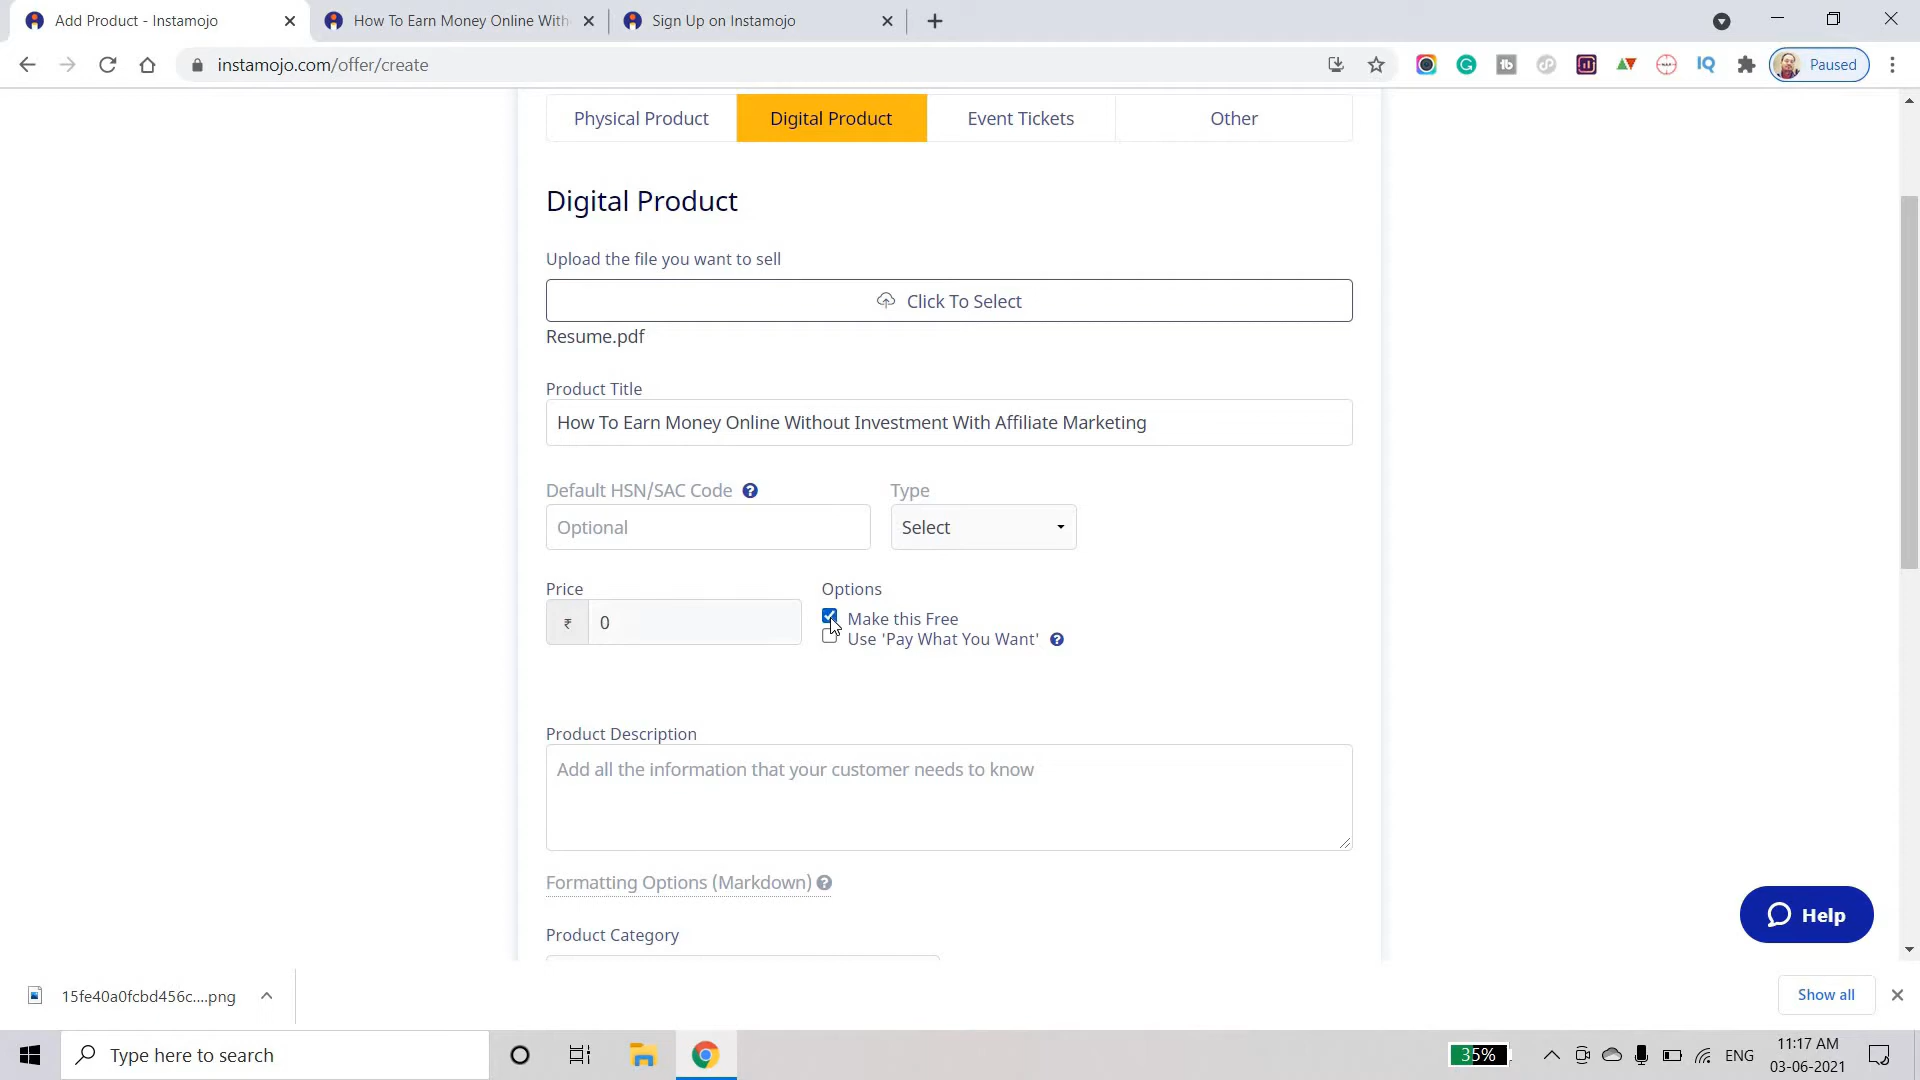 Add Product - Instamojo
How To Earn Money Online With
Sign Up on Instamojo
instamojo.com/offer/create
Paused
Physical Product
Digital Product
Event Tickets
Other
Digital Product
Upload the file you want to sell
Click To Select
Resume.pdf
Product Title
How To Earn Money Online Without Investment With Affiliate Marketing
Default HSN/SAC Code ?
Type
Optional
Select
Price
Options
₹ 0
Make this Free
Use 'Pay What You Want' ?
Product Description
Add all the information that your customer needs to know
Formatting Options (Markdown) ?
Product Category
Help
15fe40a0fcbd456c....png
Show all
Type here to search
35%
ENG
11:17 AM
03-06-2021